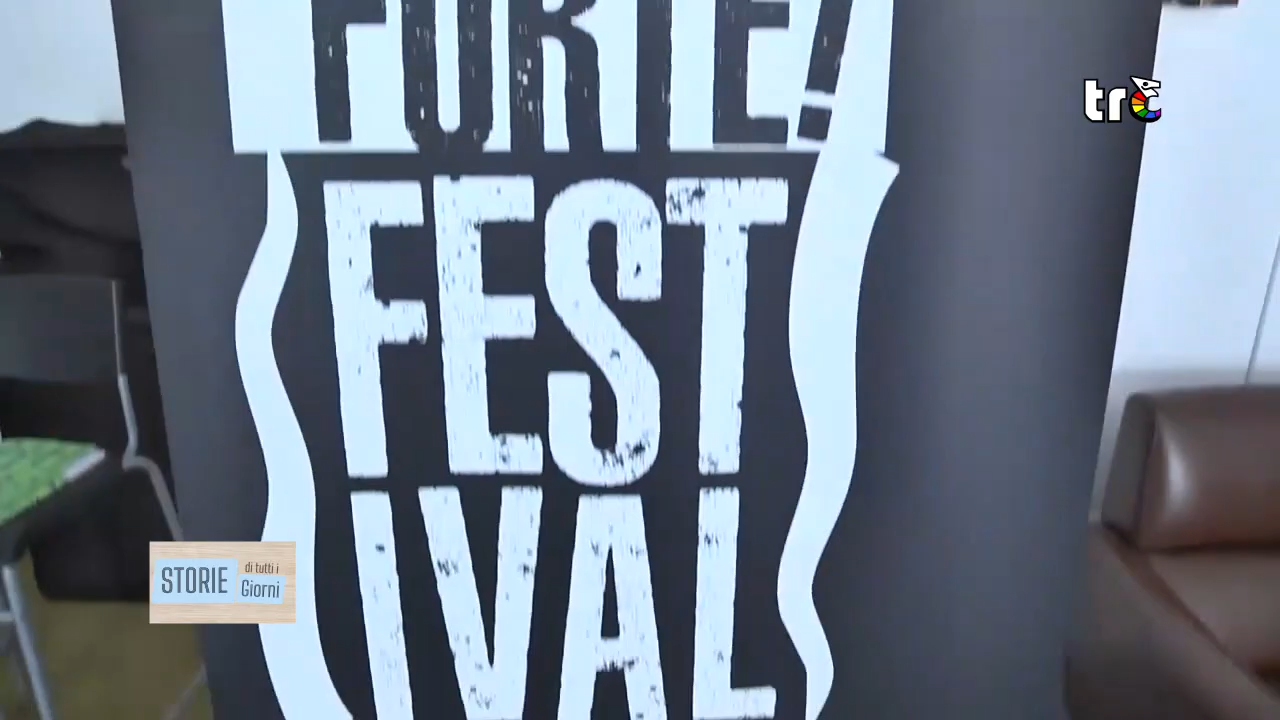 FORTE!
FEST
IVAL
trc
STORIE
di tutti i
Giorni